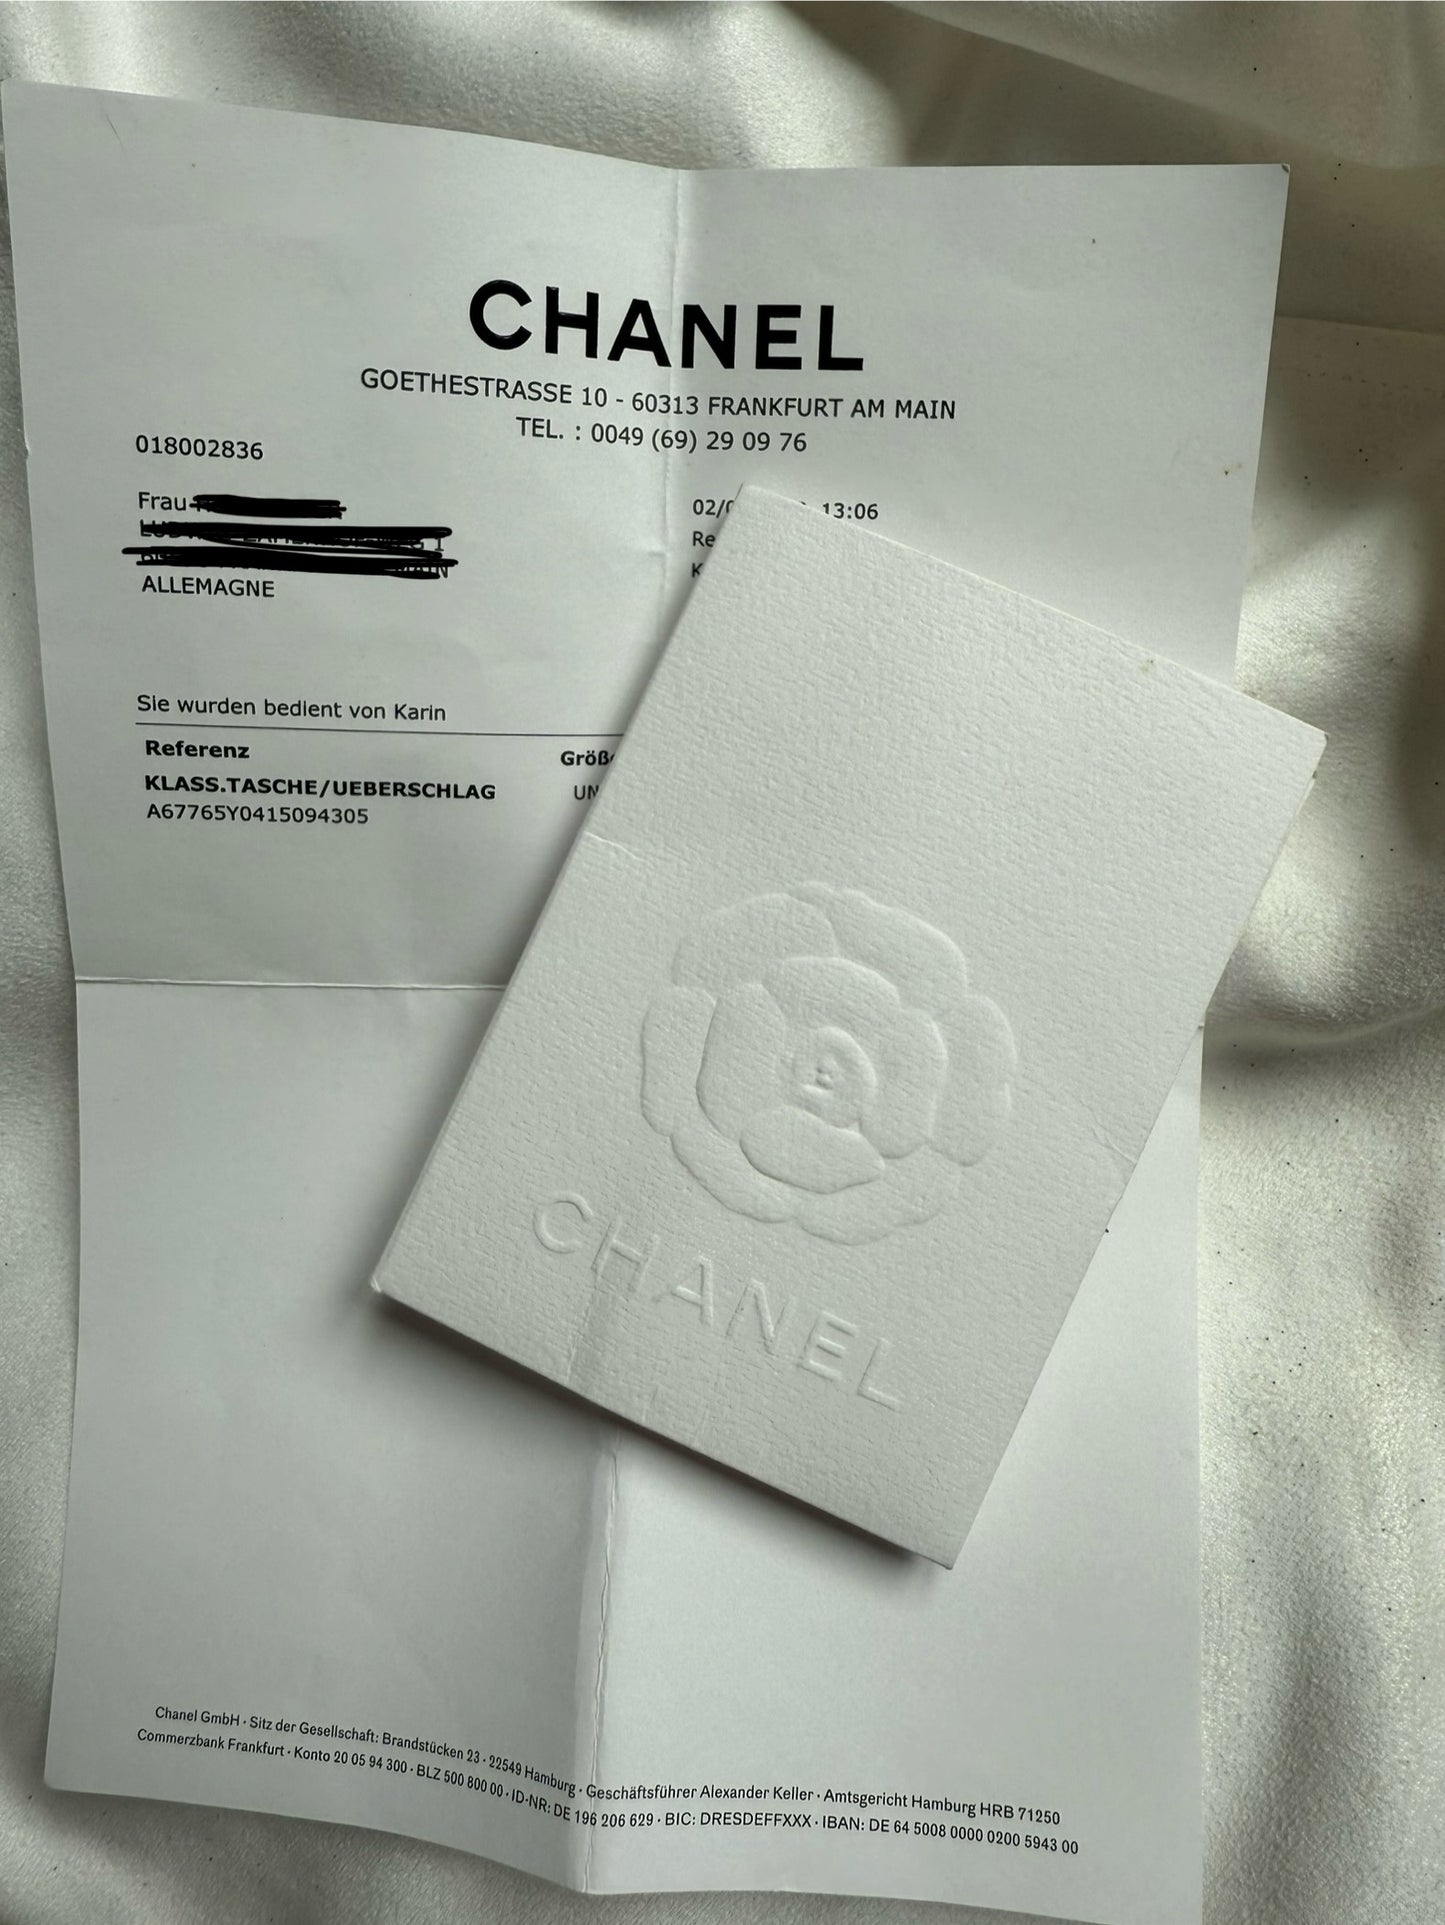 CHANEL
GOETHESTRASSE 10 - 60313 FRANKFURT AM MAIN
TEL. : 0049 (69) 29 09 76
018002836
Frau
ALLEMAGNE
13:06
Sie wurden bedient von Karin
Referenz
KLASS.TASCHE/UEBERSCHLAG
A67765Y0415094305
CHANEL
Chanel GmbH · Sitz der Gesellschaft: Brandstücken 23 · 22549 Hamburg · Geschäftsführer Alexander Keller · Amtsgericht Hamburg HRB 71250
Commerzbank Frankfurt · Konto 20 05 94 300 · BLZ 500 800 00 · ID-NR: DE 196 206 629 · BIC: DRESDEFFXXX · IBAN: DE 64 5008 0000 0200 5943 00